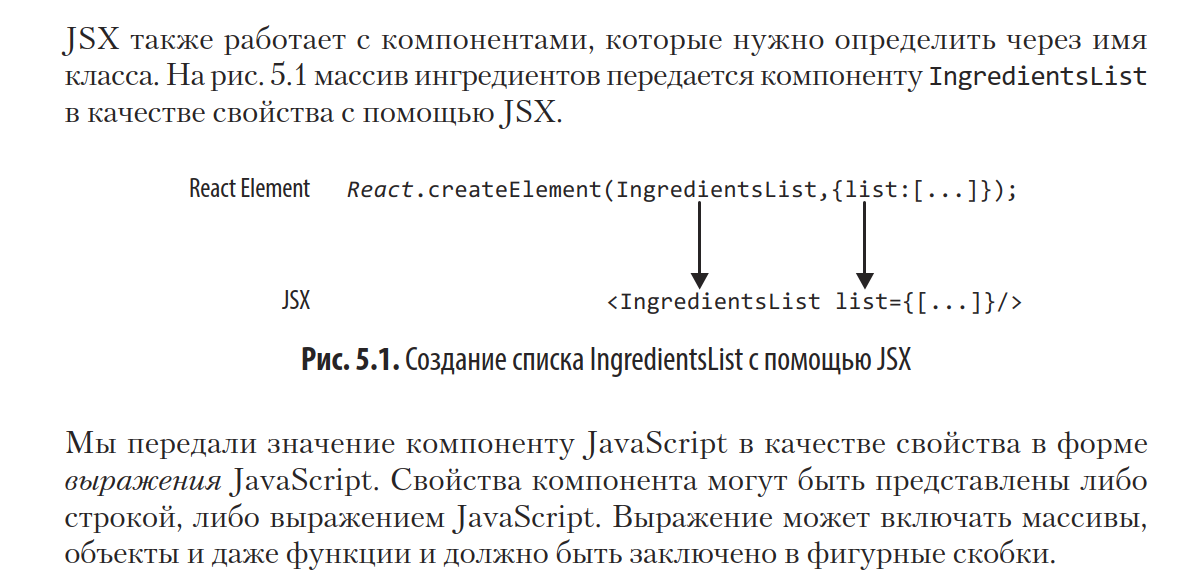 JSX также работает с компонентами, которые нужно определить через имя
класса. На рис. 5.1 массив ингредиентов передается компоненту IngredientsList
в качестве свойства с помощью JSX.
React Element React.createElement(IngredientsList,{list:[...]});
JSX <IngredientsList list={[...]}/>
Рис. 5.1. Создание списка IngredientsList с помощью JSX
Мы передали значение компоненту JavaScript в качестве свойства в форме
выражения JavaScript. Свойства компонента могут быть представлены либо
строкой, либо выражением JavaScript. Выражение может включать массивы,
объекты и даже функции и должно быть заключено в фигурные скобки.